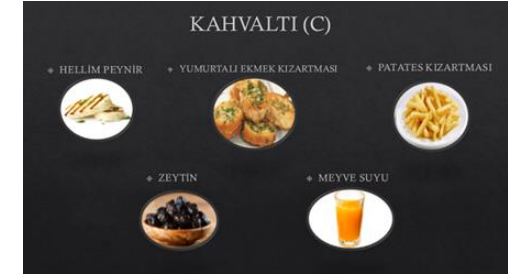 KAHVALTI (C)
HELLİM PEYNİR
YUMURTALI EKMEK KIZARTMASI
PATATES KIZARTMASI
ZEYTİN
MEYVE SUYU